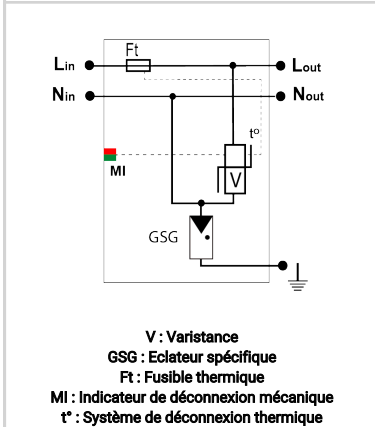 Ft
Lin Lout
Nin Nout
t°
MI
V
GSG
V : Varistance
GSG : Eclateur spécifique
Ft : Fusible thermique
MI : Indicateur de déconnexion mécanique
t° : Système de déconnexion thermique